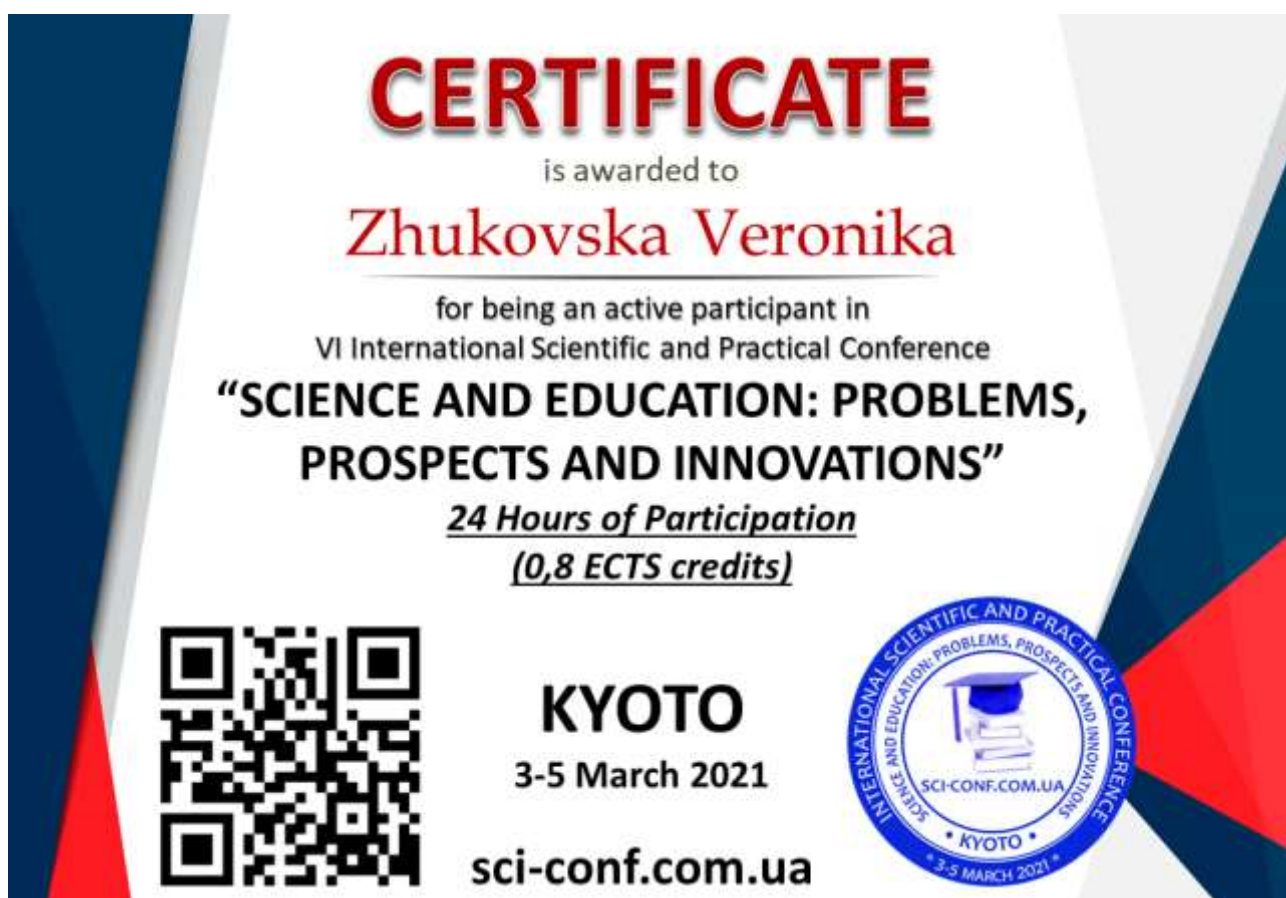 CERTIFICATE
is awarded to
Zhukovska Veronika
for being an active participant in
VI International Scientific and Practical Conference
“SCIENCE AND EDUCATION: PROBLEMS,
PROSPECTS AND INNOVATIONS”
24 Hours of Participation
(0,8 ECTS credits)
KYOTO
3-5 March 2021
sci-conf.com.ua
INTERNATIONAL SCIENTIFIC AND PRACTICAL CONFERENCE
SCIENCE AND EDUCATION: PROBLEMS, PROSPECTS AND INNOVATIONS
SCI-CONF.COM.UA
• KYOTO •
* 3-5 MARCH 2021 *